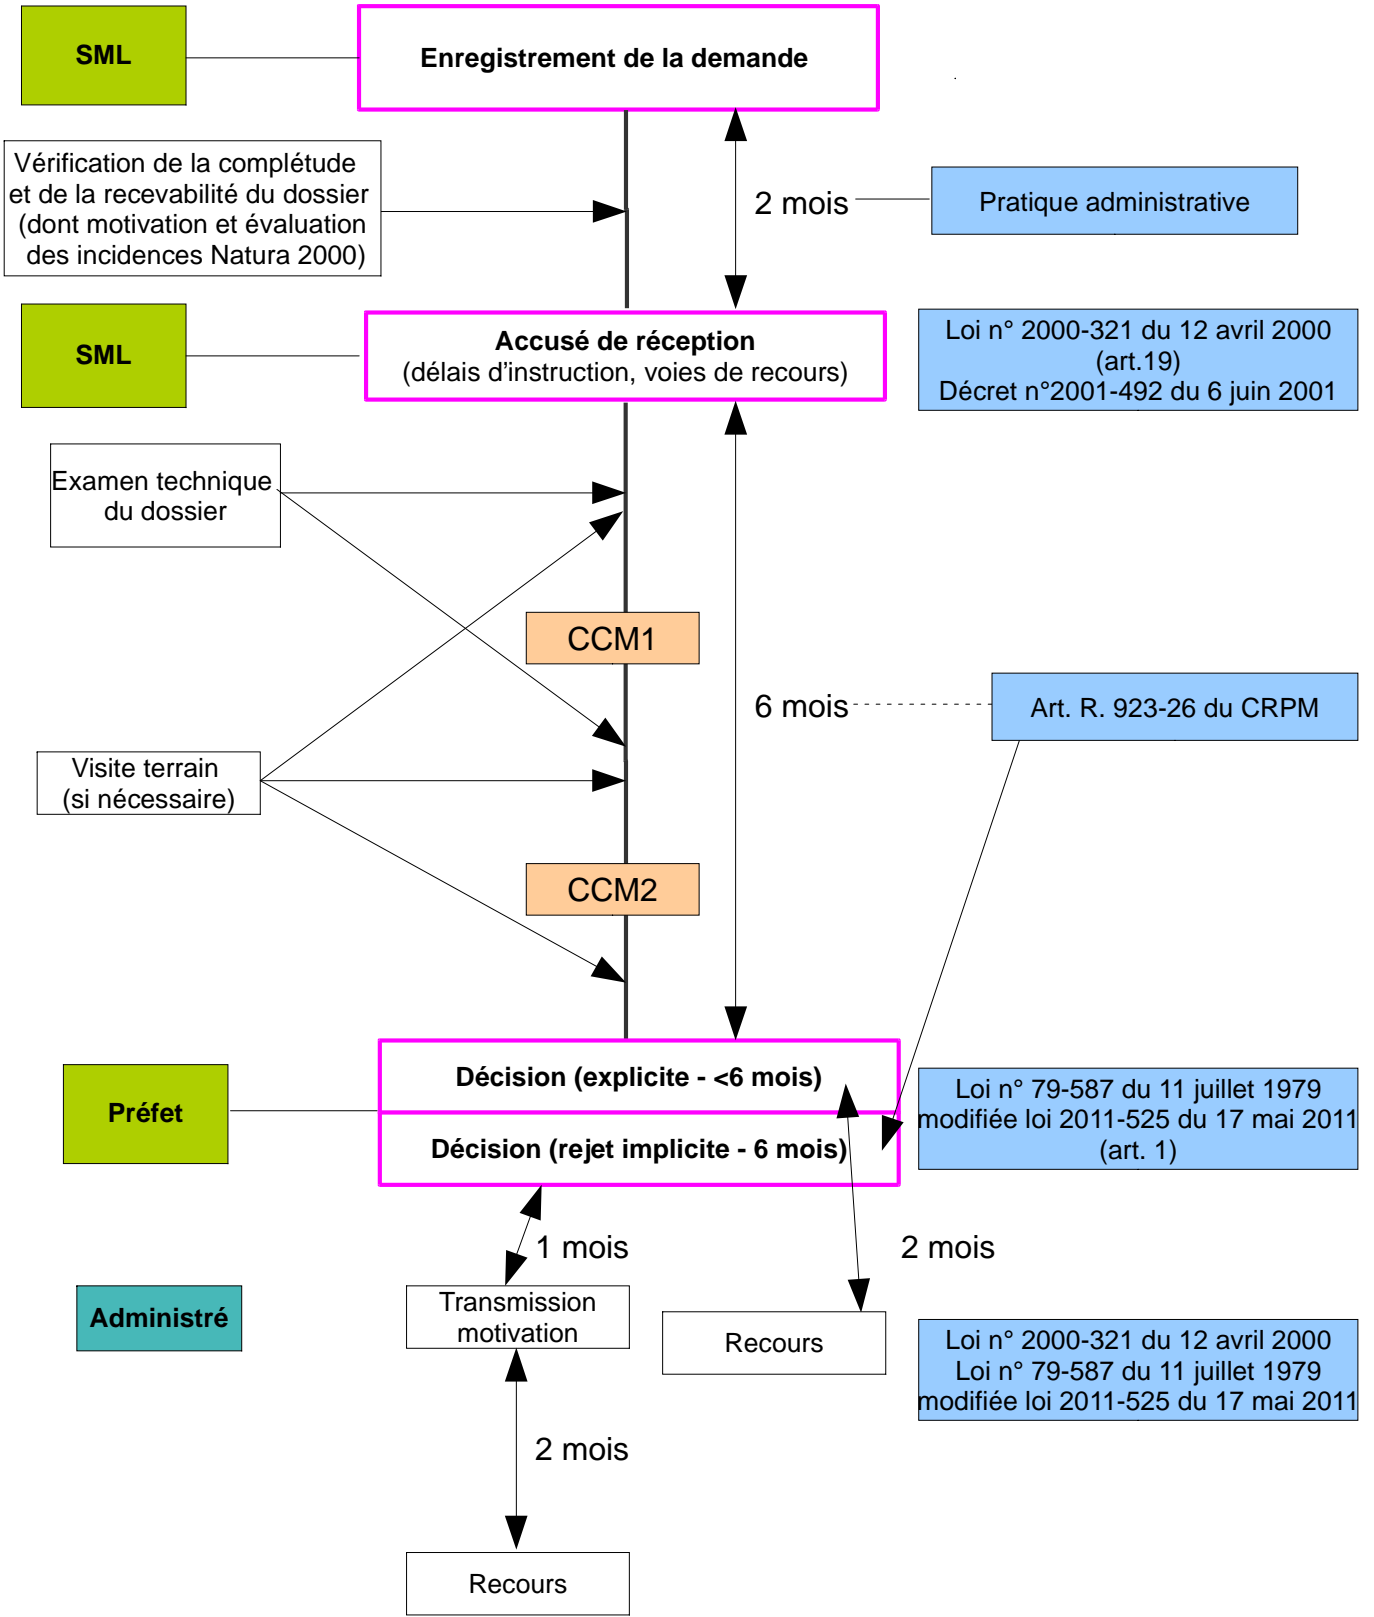 SML
Enregistrement de la demande
Vérification de la complétude
et de la recevabilité du dossier
(dont motivation et évaluation
des incidences Natura 2000)
2 mois
Pratique administrative
SML
Accusé de réception
(délais d'instruction, voies de recours)
Loi n° 2000-321 du 12 avril 2000
(art.19)
Décret n°2001-492 du 6 juin 2001
Examen technique
du dossier
CCM1
6 mois
Art. R. 923-26 du CRPM
Visite terrain
(si nécessaire)
CCM2
Préfet
Décision (explicite - <6 mois)
Décision (rejet implicite - 6 mois)
Loi n° 79-587 du 11 juillet 1979
modifiée loi 2011-525 du 17 mai 2011
(art. 1)
1 mois
2 mois
Administré
Transmission
motivation
Recours
Loi n° 2000-321 du 12 avril 2000
Loi n° 79-587 du 11 juillet 1979
modifiée loi 2011-525 du 17 mai 2011
2 mois
Recours